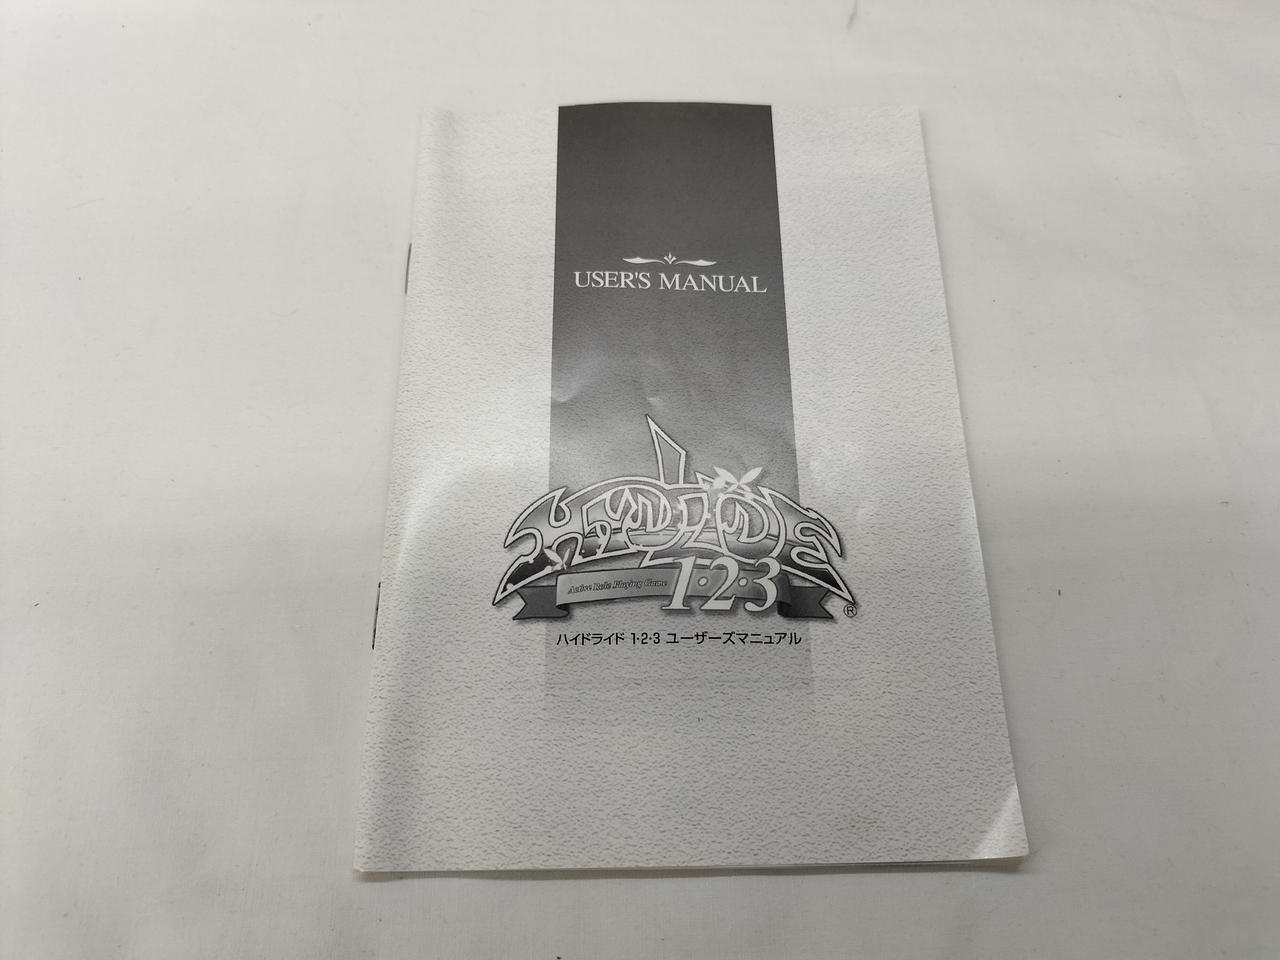 USER'S MANUAL
HYDLIDE
Active Role Playing Game
1・2・3
®
ハイドライド 1・2・3 ユーザーズマニュアル